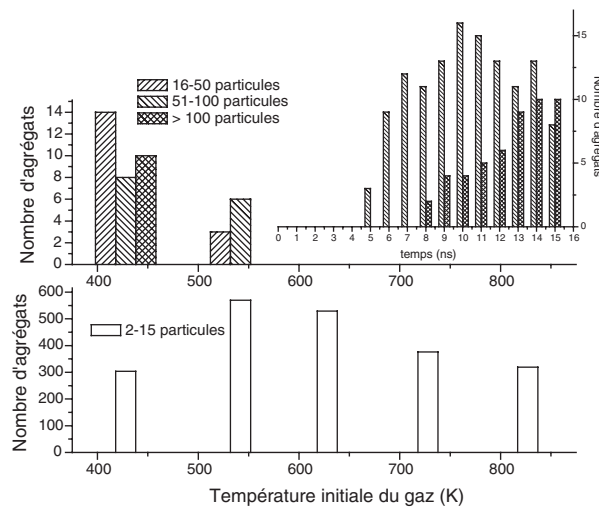 16-50 particules
51-100 particules
> 100 particules
Nombre d'agrégats
14
12
10
8
6
4
2
0
15
10
5
0
Nombre d'agrégats
0 1 2 3 4 5 6 7 8 9 10 11 12 13 14 15 16
temps (ns)
400 500 600 700 800
2-15 particules
Nombre d'agrégats
600
500
400
300
200
100
0
400 500 600 700 800
Température initiale du gaz (K)